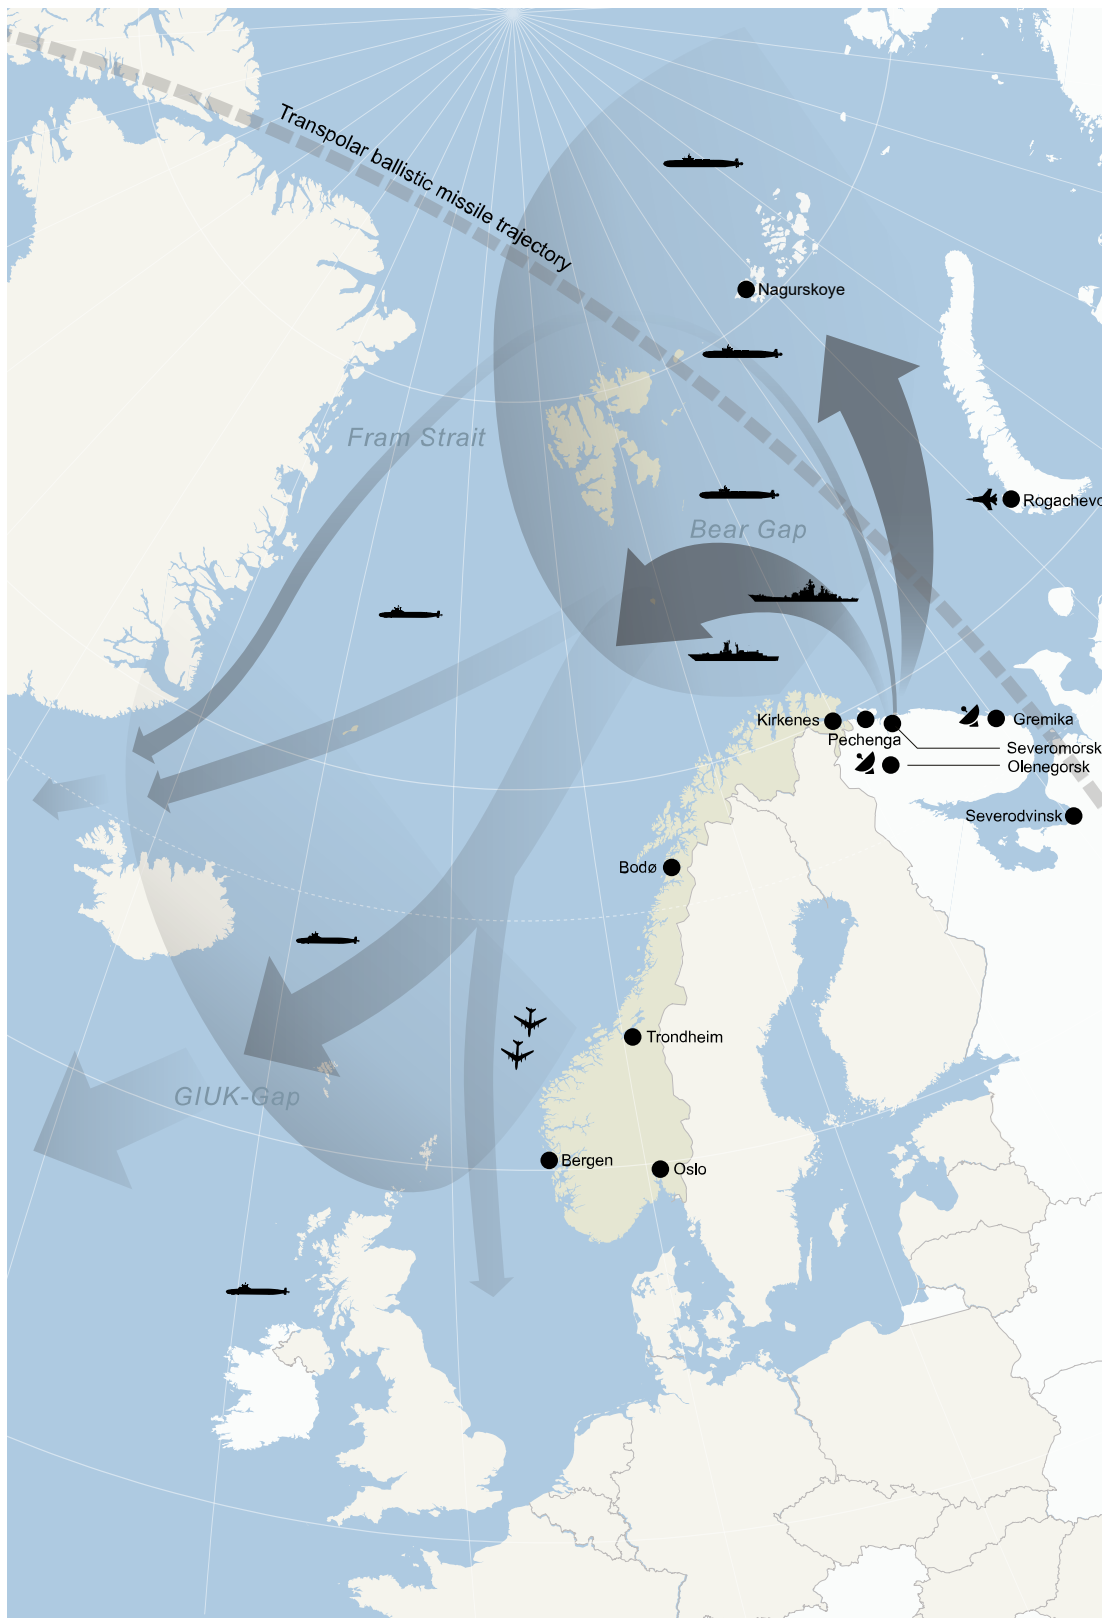 Transpolar ballistic missile trajectory
Nagurskoye
Fram Strait
Rogachevo
Bear Gap
Kirkenes
Pechenga
Gremika
Severomorsk
Olenegorsk
Severodvinsk
Bodø
Trondheim
GIUK-Gap
Bergen
Oslo